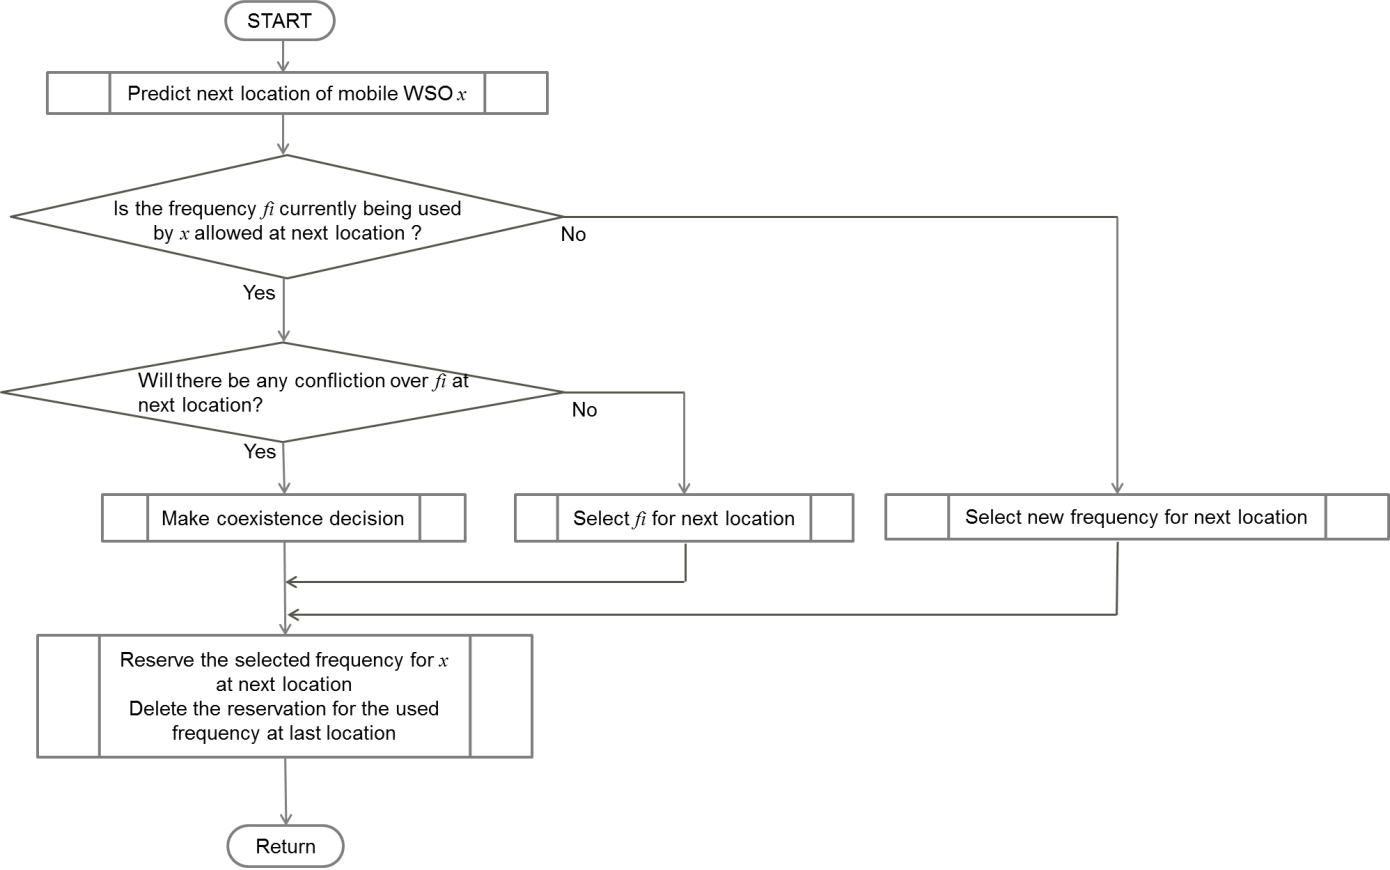 START
Predict next location of mobile WSO x
Is the frequency fi currently being used
by x allowed at next location ?
No
Yes
Will there be any confliction over fi at
next location?
No
Yes
Make coexistence decision
Select fi for next location
Select new frequency for next location
Reserve the selected frequency for x
at next location
Delete the reservation for the used
frequency at last location
Return